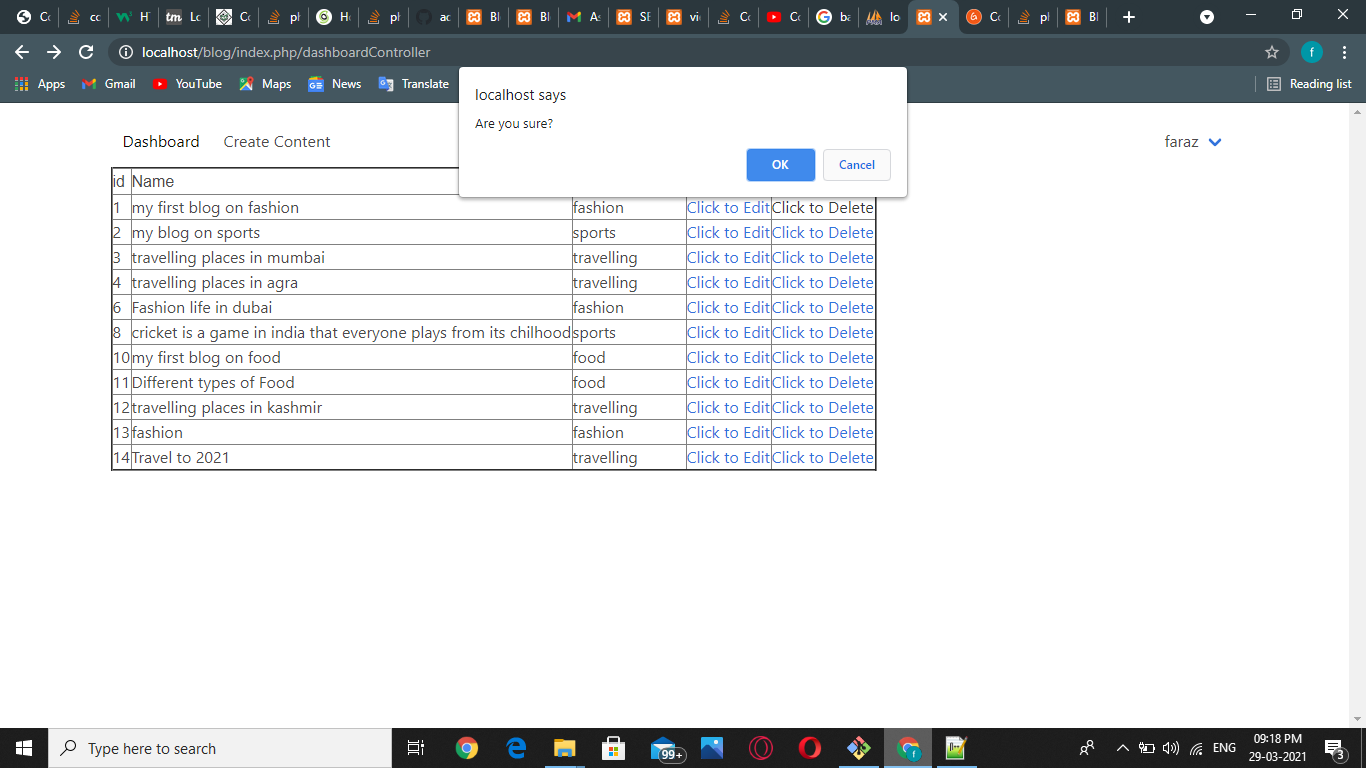 Cc
cc
H'
tm Lc
Cc
pl
H
pl
ac
Bl
Bl
A
SE
vi
Cc
Cc
ba
lo
Cc
pl
Bl
localhost/blog/index.php/dashboardController
f
Apps Gmail YouTube Maps News Translate Reading list
localhost says
Are you sure?
OK Cancel
Dashboard Create Content faraz
id Name
1 my first blog on fashion fashion Click to Edit Click to Delete
2 my blog on sports sports Click to Edit Click to Delete
3 travelling places in mumbai travelling Click to Edit Click to Delete
4 travelling places in agra travelling Click to Edit Click to Delete
6 Fashion life in dubai fashion Click to Edit Click to Delete
8 cricket is a game in india that everyone plays from its chilhood sports Click to Edit Click to Delete
10 my first blog on food food Click to Edit Click to Delete
11 Different types of Food food Click to Edit Click to Delete
12 travelling places in kashmir travelling Click to Edit Click to Delete
13 fashion fashion Click to Edit Click to Delete
14 Travel to 2021 travelling Click to Edit Click to Delete
Type here to search
99+
ENG
09:18 PM
29-03-2021
3